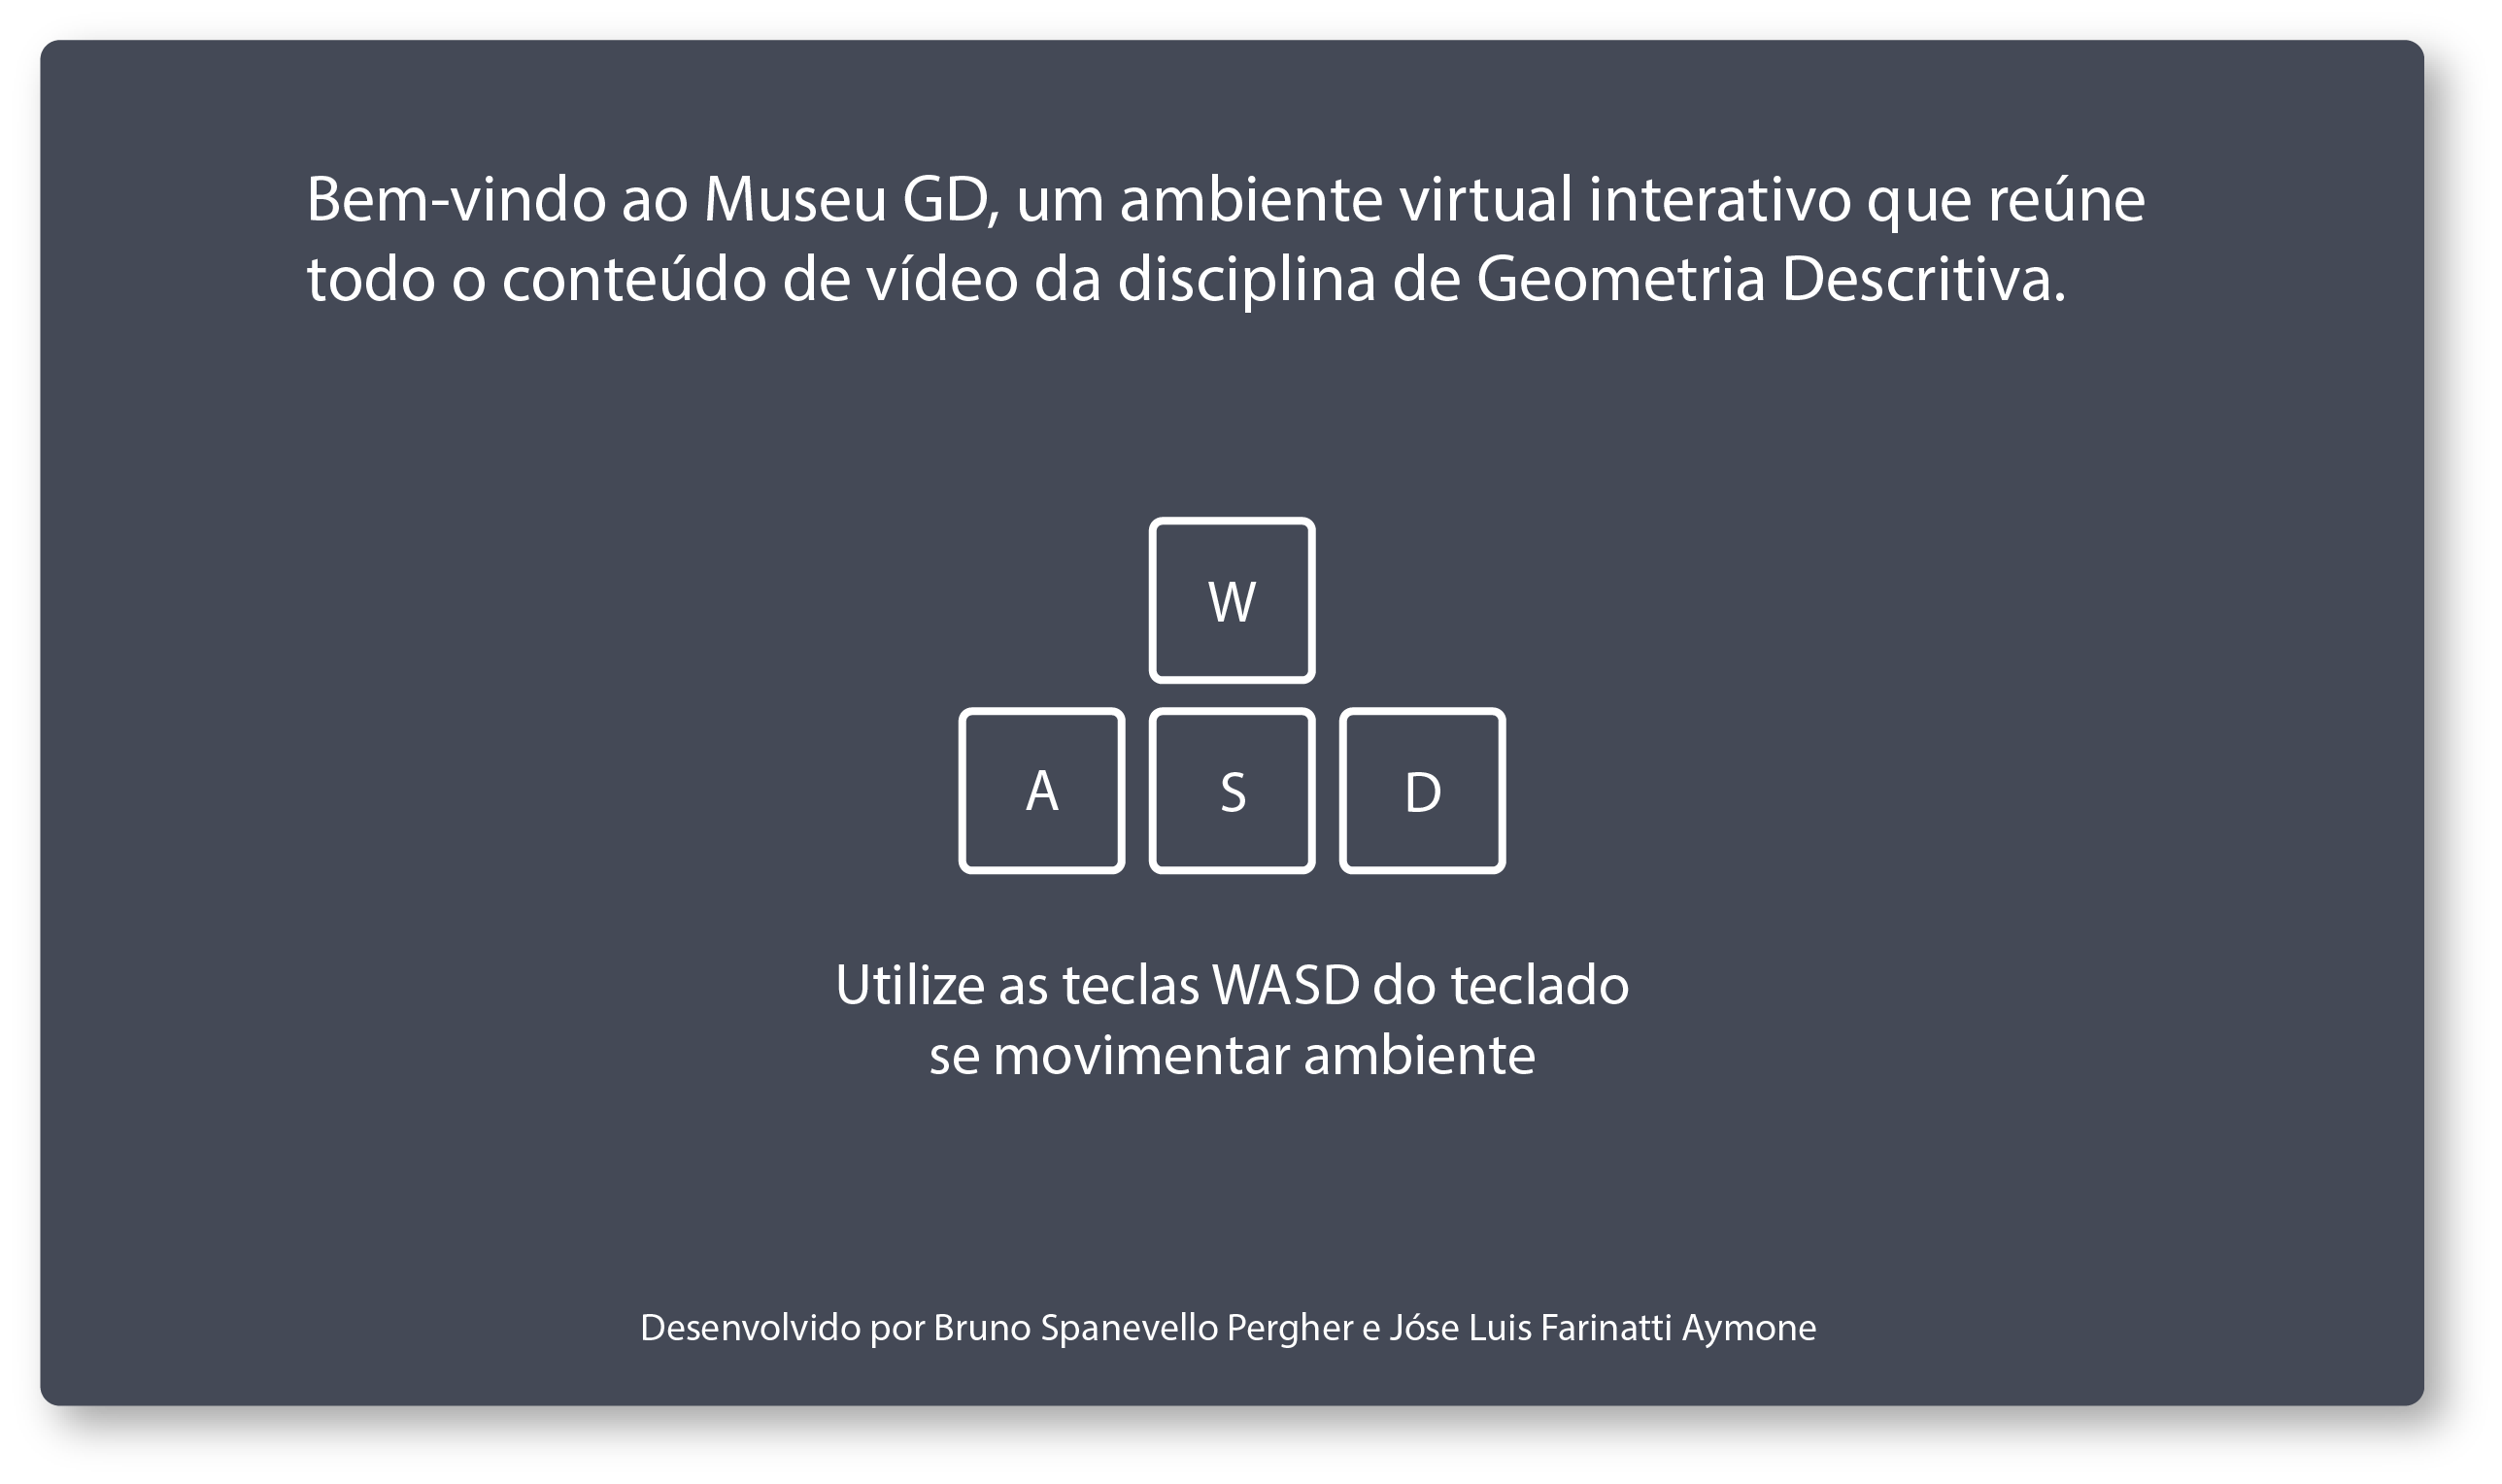 Bem-vindo ao Museu GD, um ambiente virtual interativo que reúne
todo o conteúdo de vídeo da disciplina de Geometria Descritiva.
W
A S D
Utilize as teclas WASD do teclado
se movimentar ambiente
Desenvolvido por Bruno Spanevello Pergher e Jóse Luis Farinatti Aymone